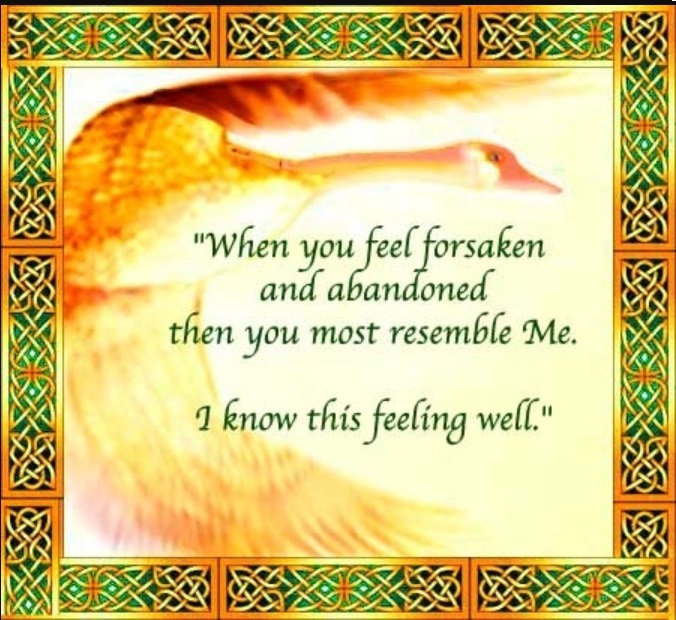 "When you feel forsaken
and abandoned
then you most resemble Me.
I know this feeling well."